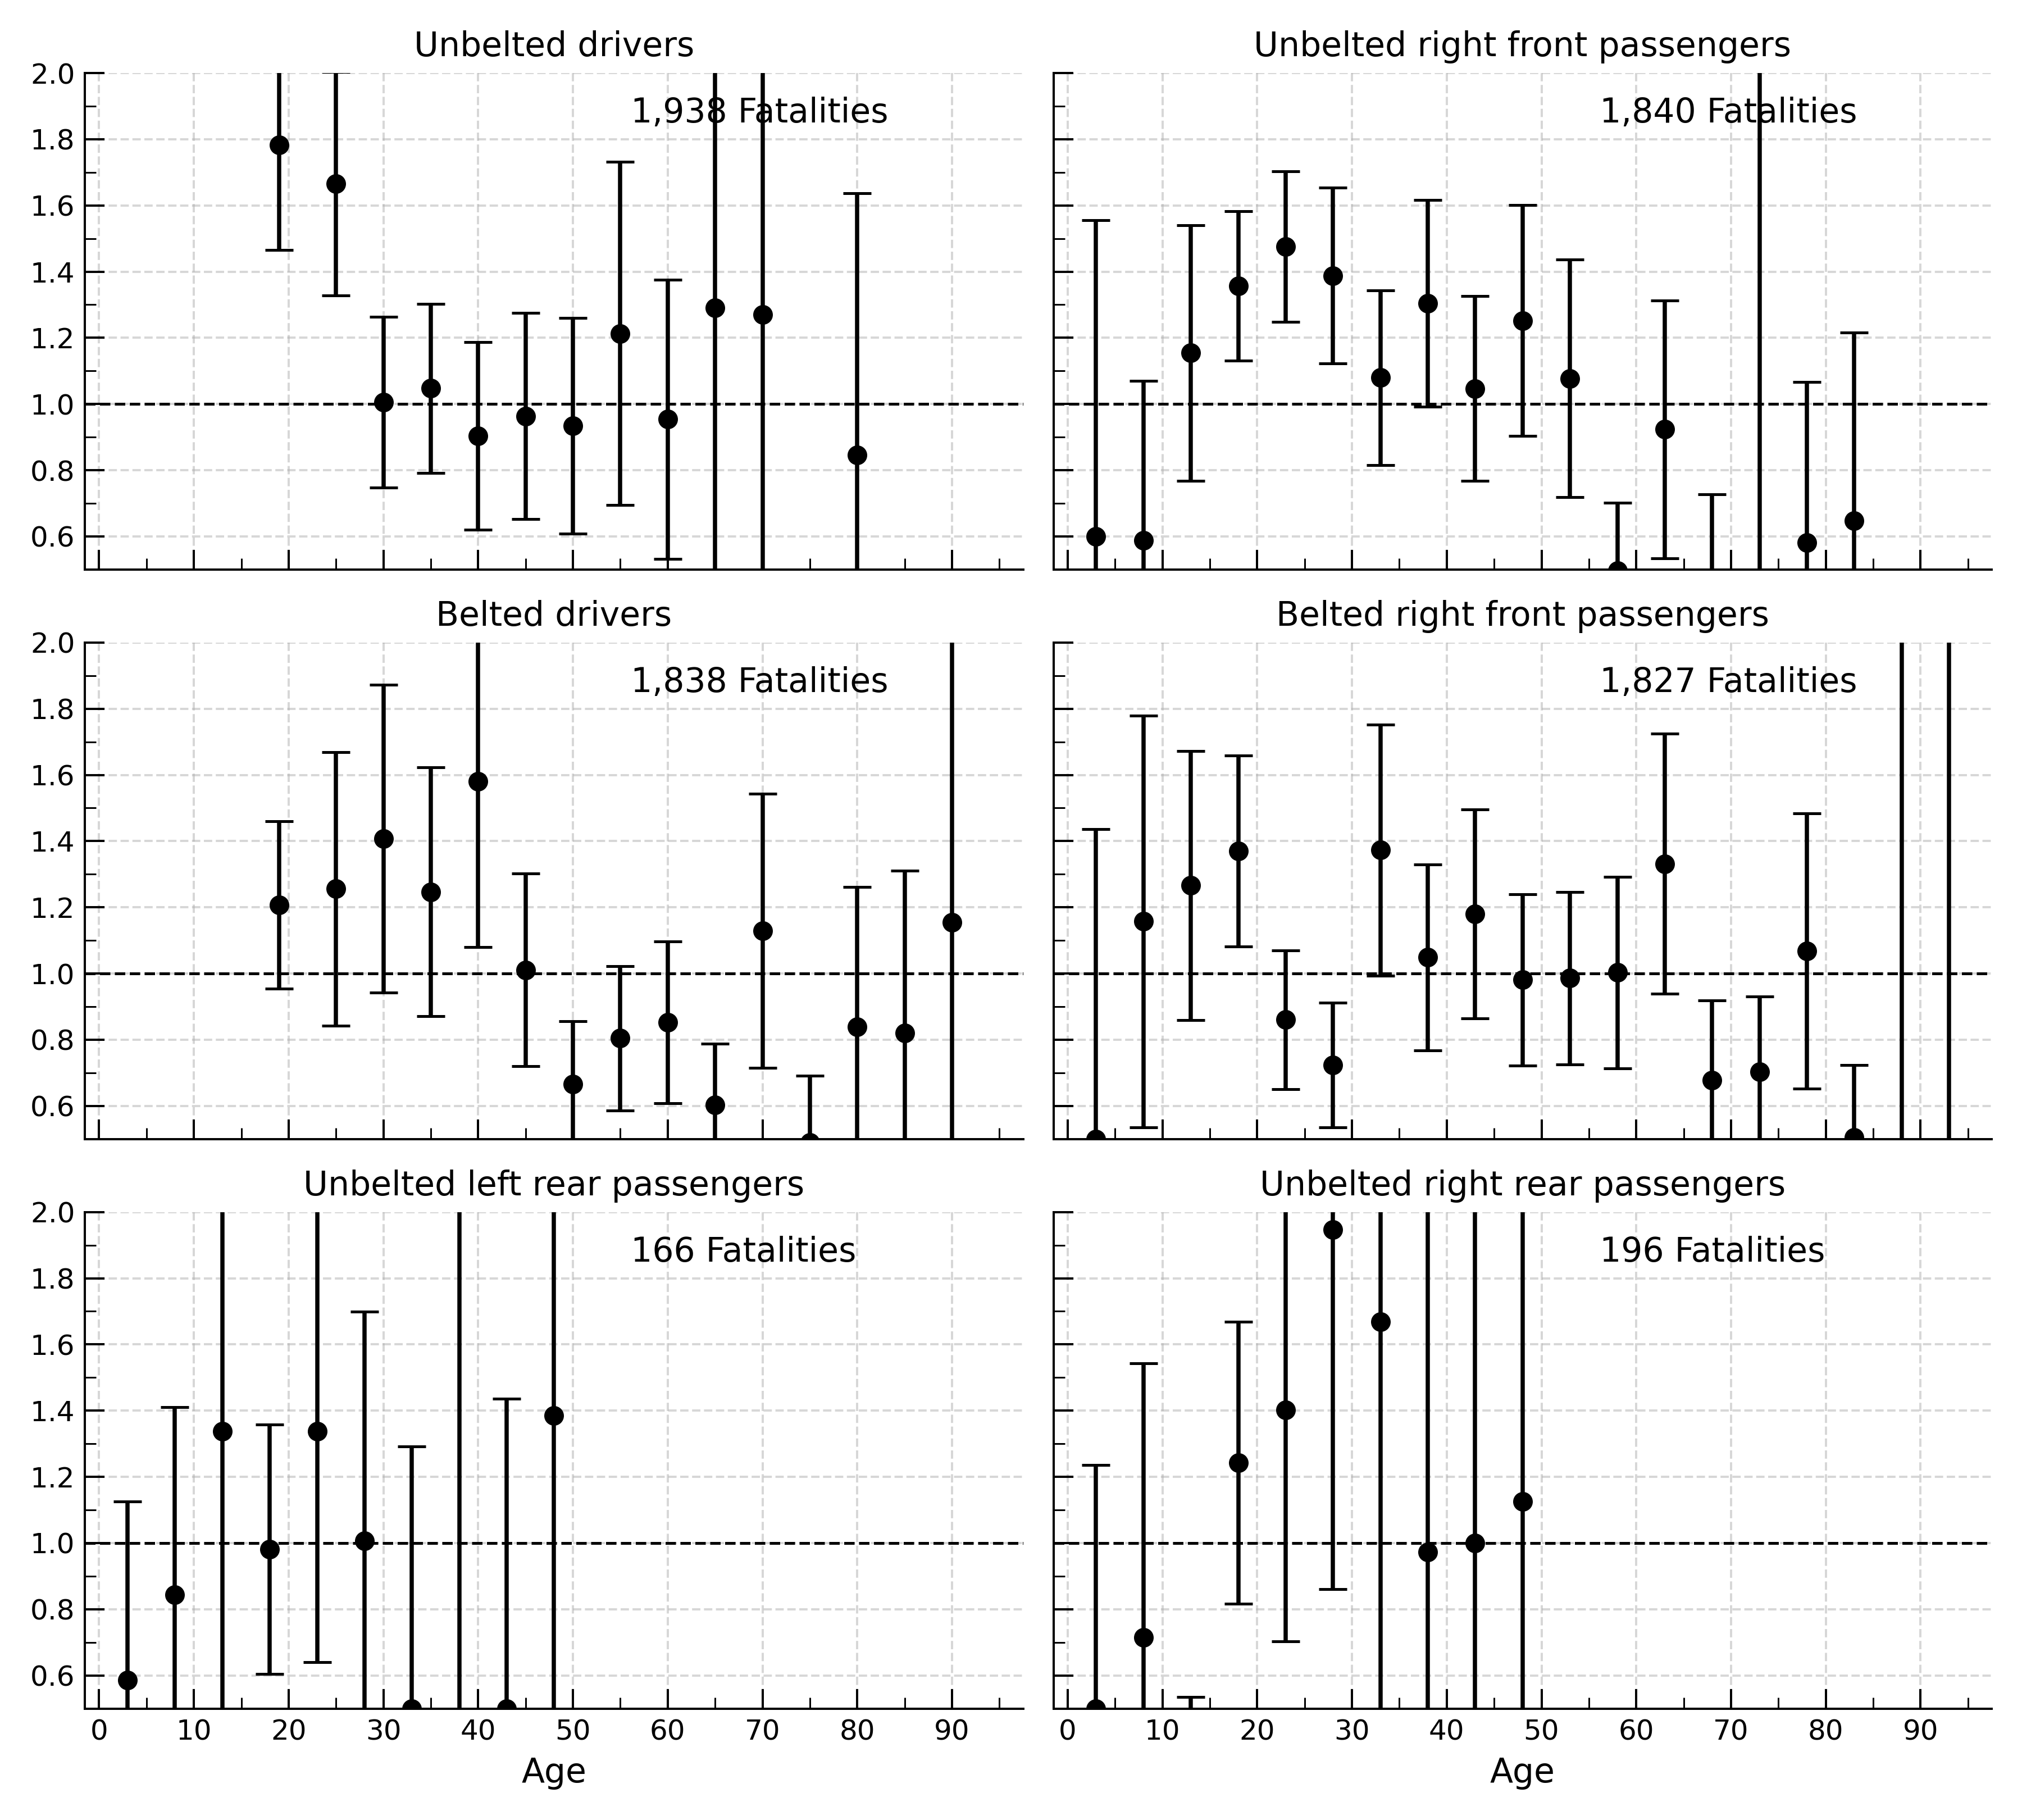 Unbelted drivers
Unbelted right front passengers
2.0
1.8
1.6
1.4
1.2
1.0
0.8
0.6
1,938 Fatalities
1,840 Fatalities
Belted drivers
Belted right front passengers
2.0
1.8
1.6
1.4
1.2
1.0
0.8
0.6
1,838 Fatalities
1,827 Fatalities
Unbelted left rear passengers
Unbelted right rear passengers
2.0
1.8
1.6
1.4
1.2
1.0
0.8
0.6
166 Fatalities
196 Fatalities
0 10 20 30 40 50 60 70 80 90
0 10 20 30 40 50 60 70 80 90
Age
Age